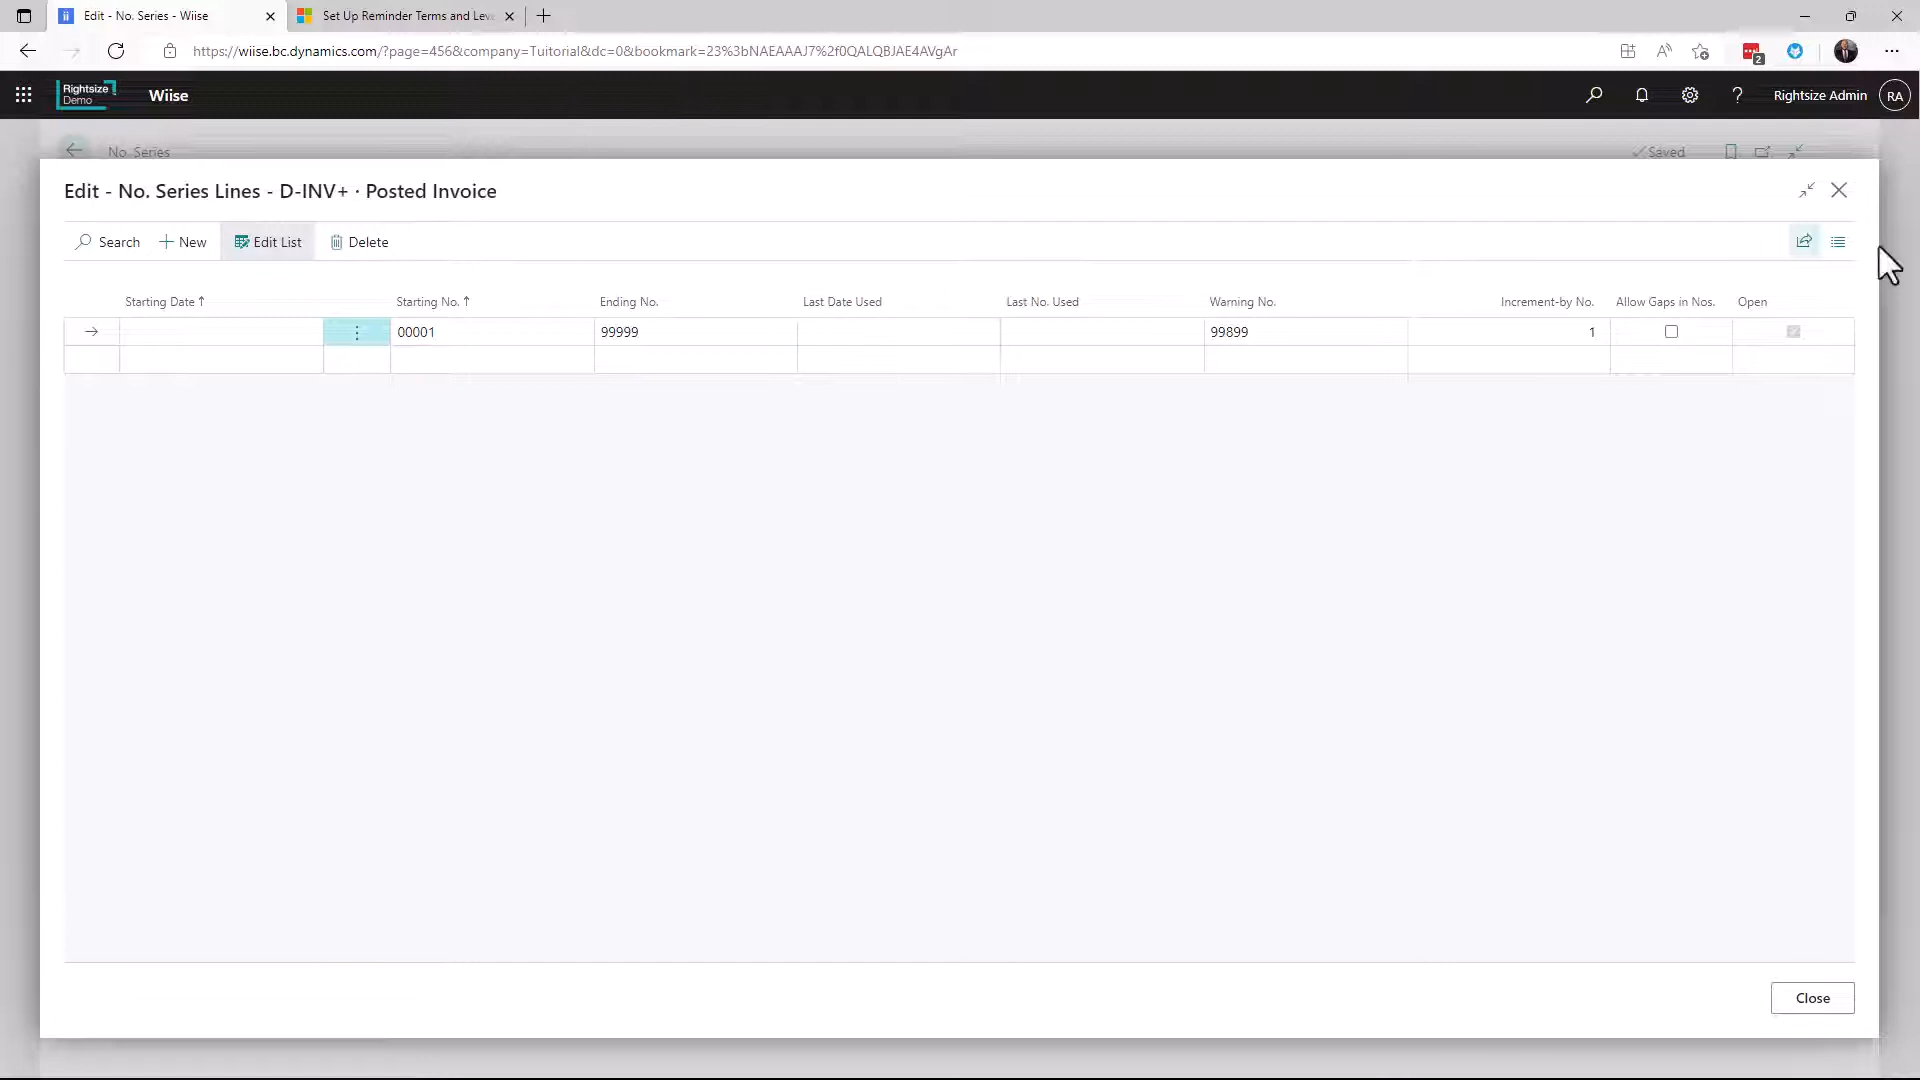 Edit - No. Series - Wiise
Set Up Reminder Terms and Leve
https://wiise.bc.dynamics.com/?page=456&company=Tuitorial&dc=0&bookmark=23%3bNAEAAAJ7%2f0QALQBJAE4AVgAr
2
Rightsize
Demo
Wiise
? Rightsize Admin RA
No. Series
Saved
Edit - No. Series Lines - D-INV+ · Posted Invoice
Search
New
Edit List
Delete
Starting Date ↑ Starting No. ↑ Ending No. Last Date Used Last No. Used Warning No. Increment-by No. Allow Gaps in Nos. Open
→ 00001 99999 99899 1
Close